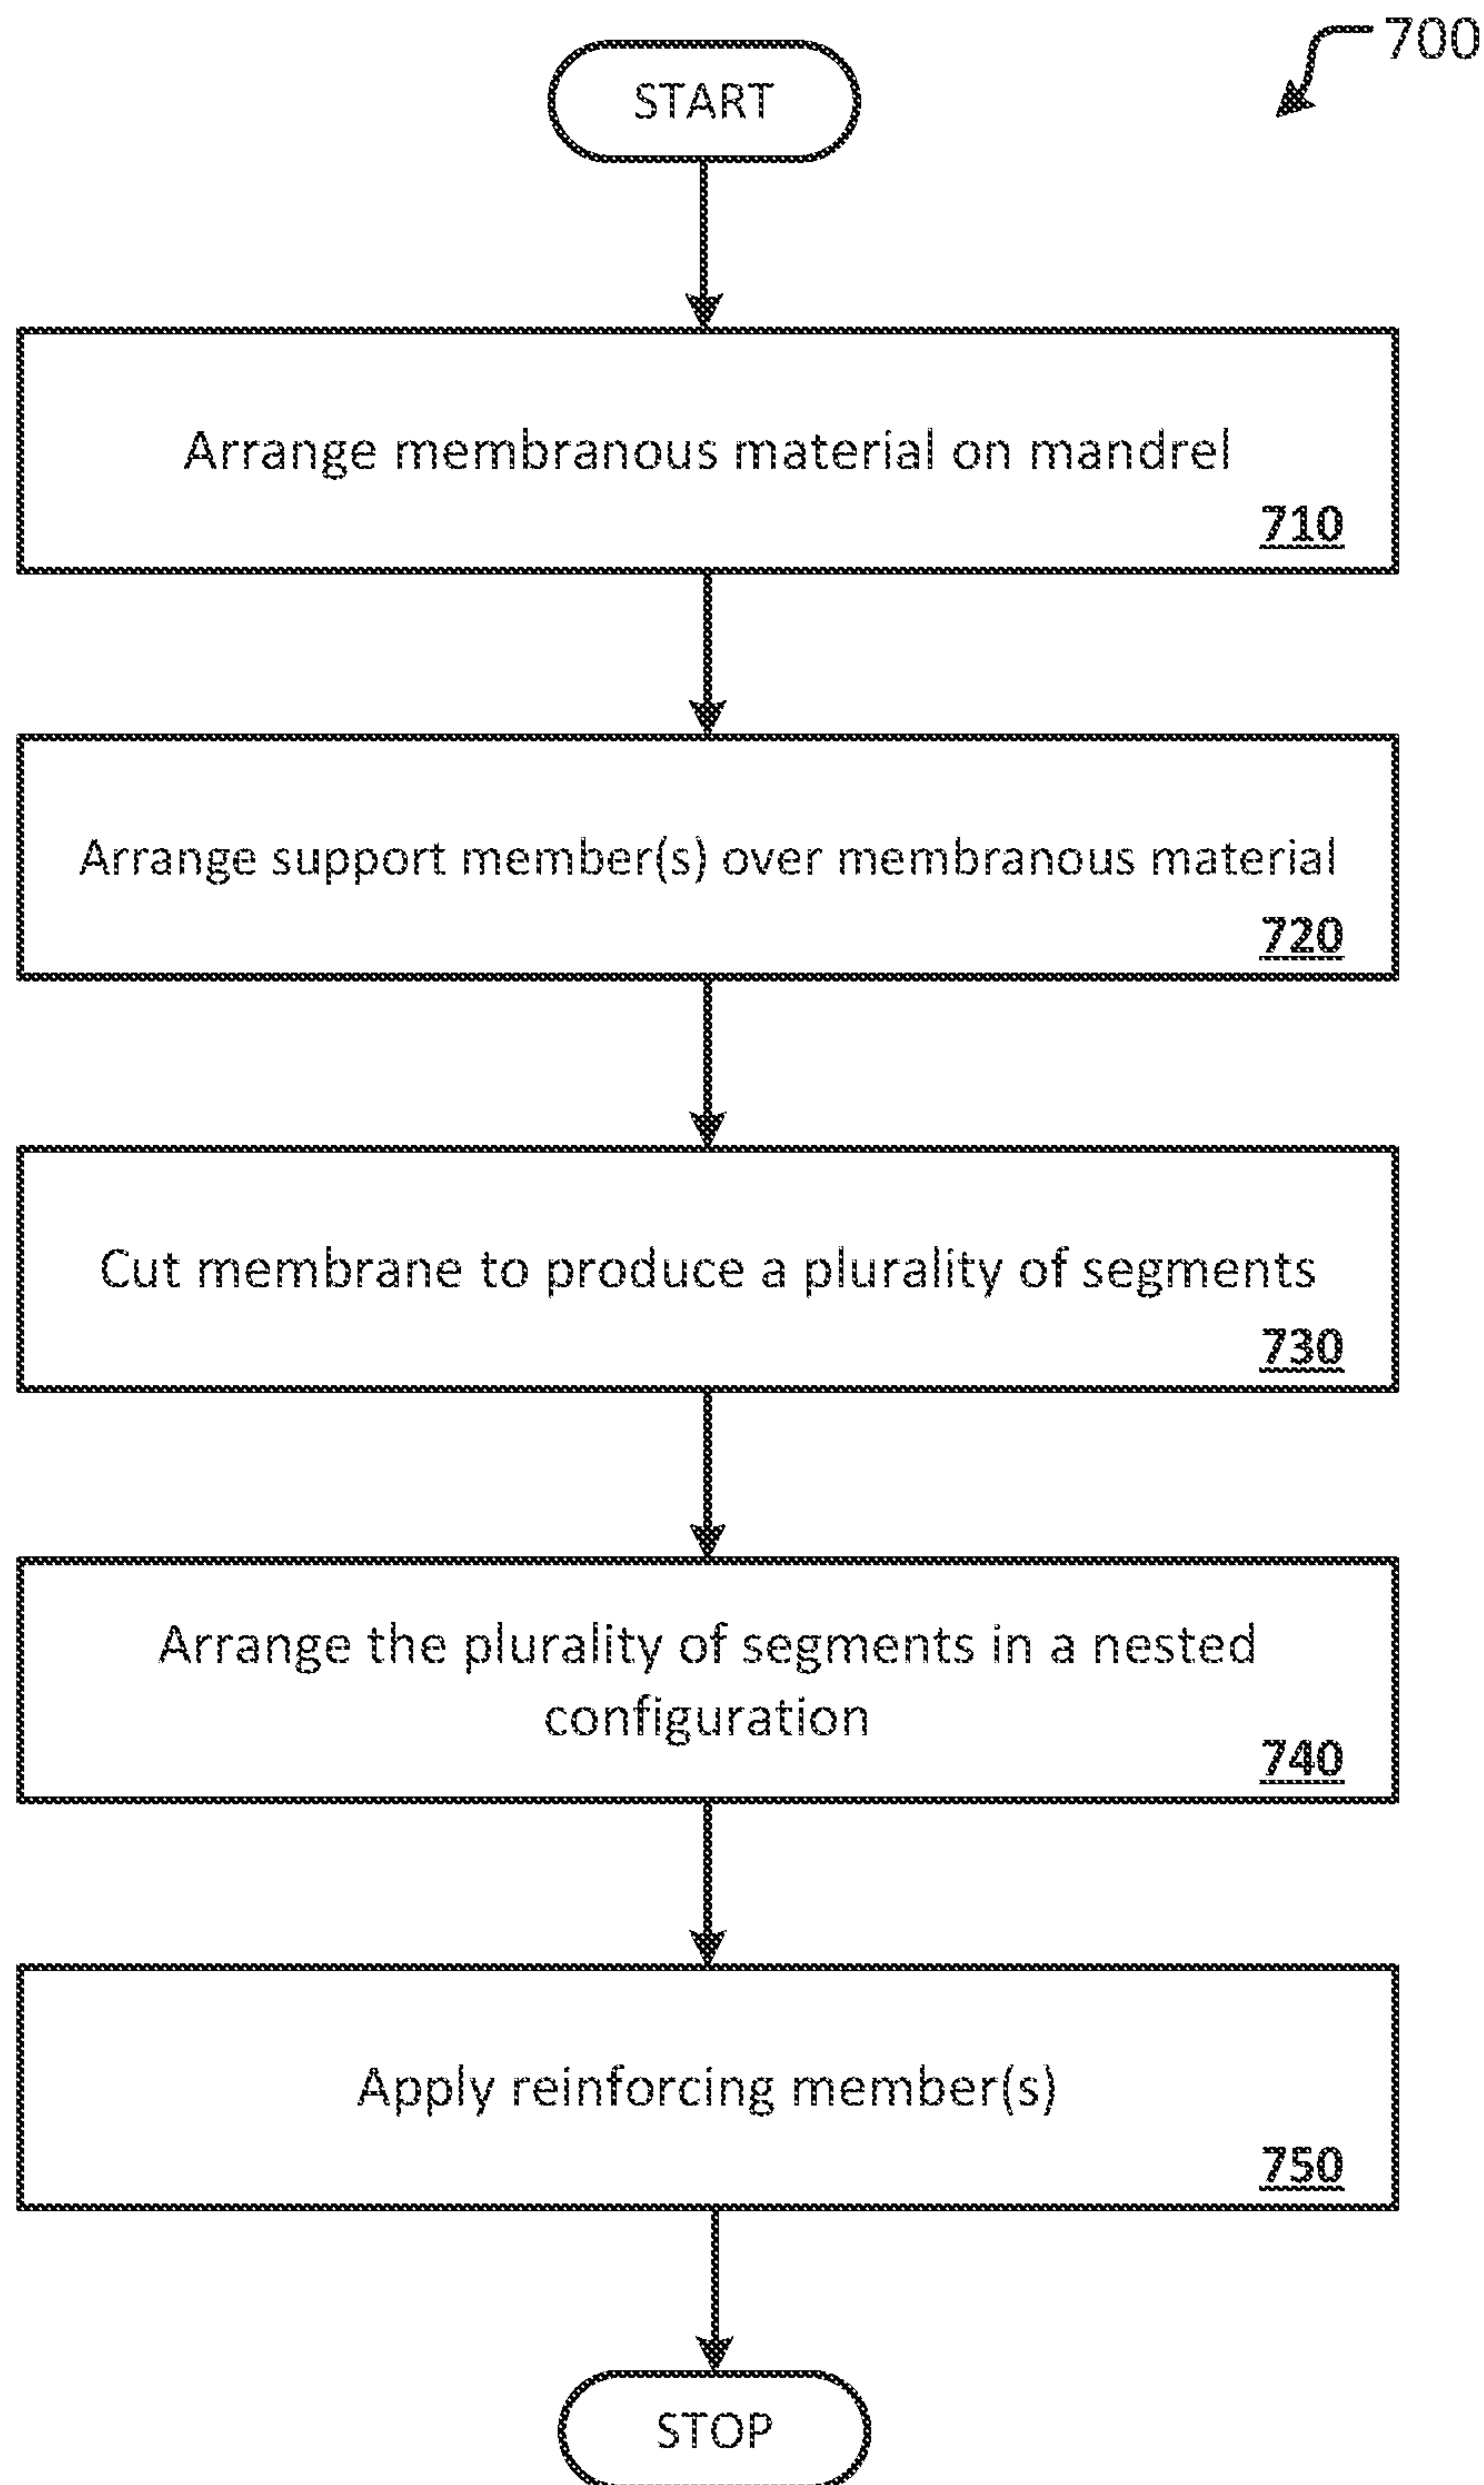 700
START
Arrange membranous material on mandrel
710
Arrange support member(s) over membranous material
720
Cut membrane to produce a plurality of segments
730
Arrange the plurality of segments in a nested
configuration
740
Apply reinforcing member(s)
750
STOP